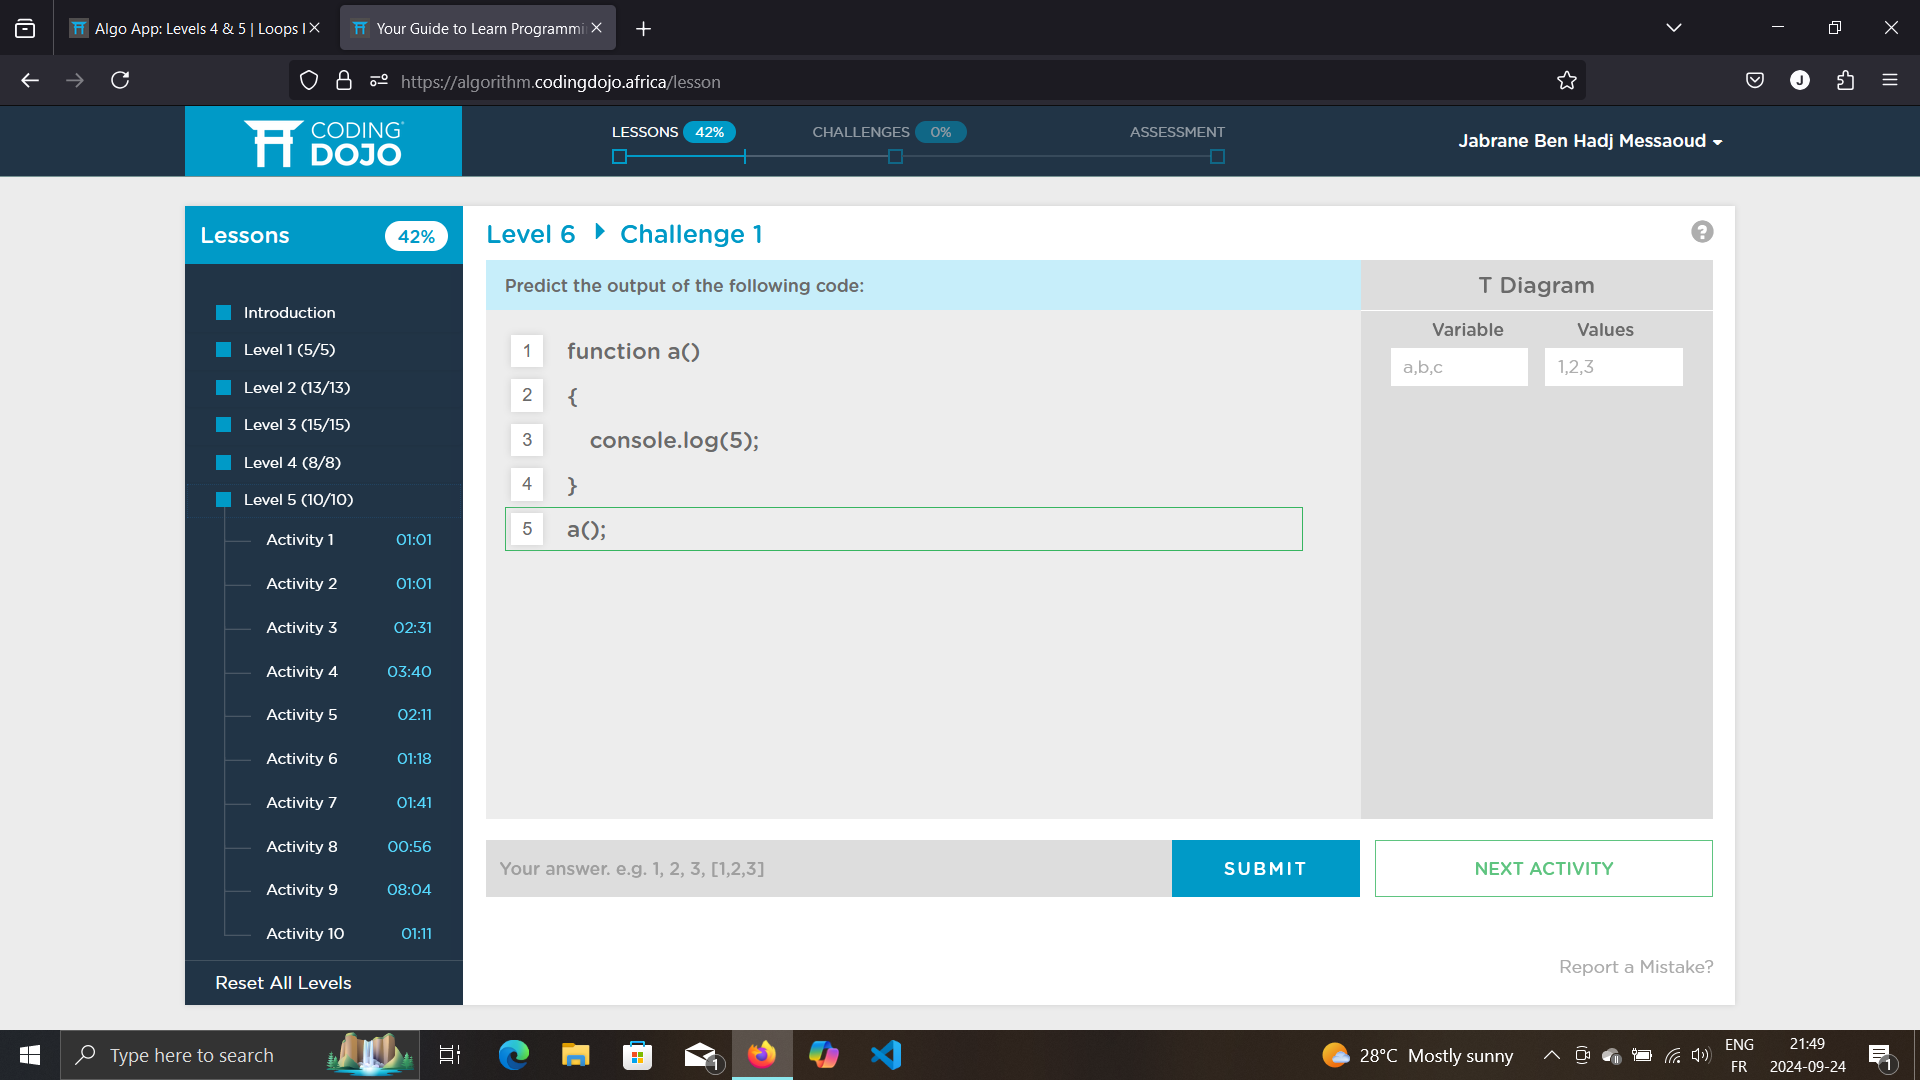 Algo App: Levels 4 & 5 | Loops I
Your Guide to Learn Programmi
https://algorithm.codingdojo.africa/lesson
J
CODING
DOJO
LESSONS 42%
CHALLENGES 0%
ASSESSMENT
Jabrane Ben Hadj Messaoud
Lessons 42%
Introduction
Level 1 (5/5)
Level 2 (13/13)
Level 3 (15/15)
Level 4 (8/8)
Level 5 (10/10)
Activity 1 01:01
Activity 2 01:01
Activity 3 02:31
Activity 4 03:40
Activity 5 02:11
Activity 6 01:18
Activity 7 01:41
Activity 8 00:56
Activity 9 08:04
Activity 10 01:11
Reset All Levels
Level 6 Challenge 1
?
Predict the output of the following code:
1 function a()
2 {
3 console.log(5);
4 }
5 a();
T Diagram
Variable Values
a,b,c 1,2,3
Your answer. e.g. 1, 2, 3, [1,2,3]
SUBMIT
NEXT ACTIVITY
Report a Mistake?
Type here to search
1
28°C Mostly sunny
ENG
FR
21:49
2024-09-24
1